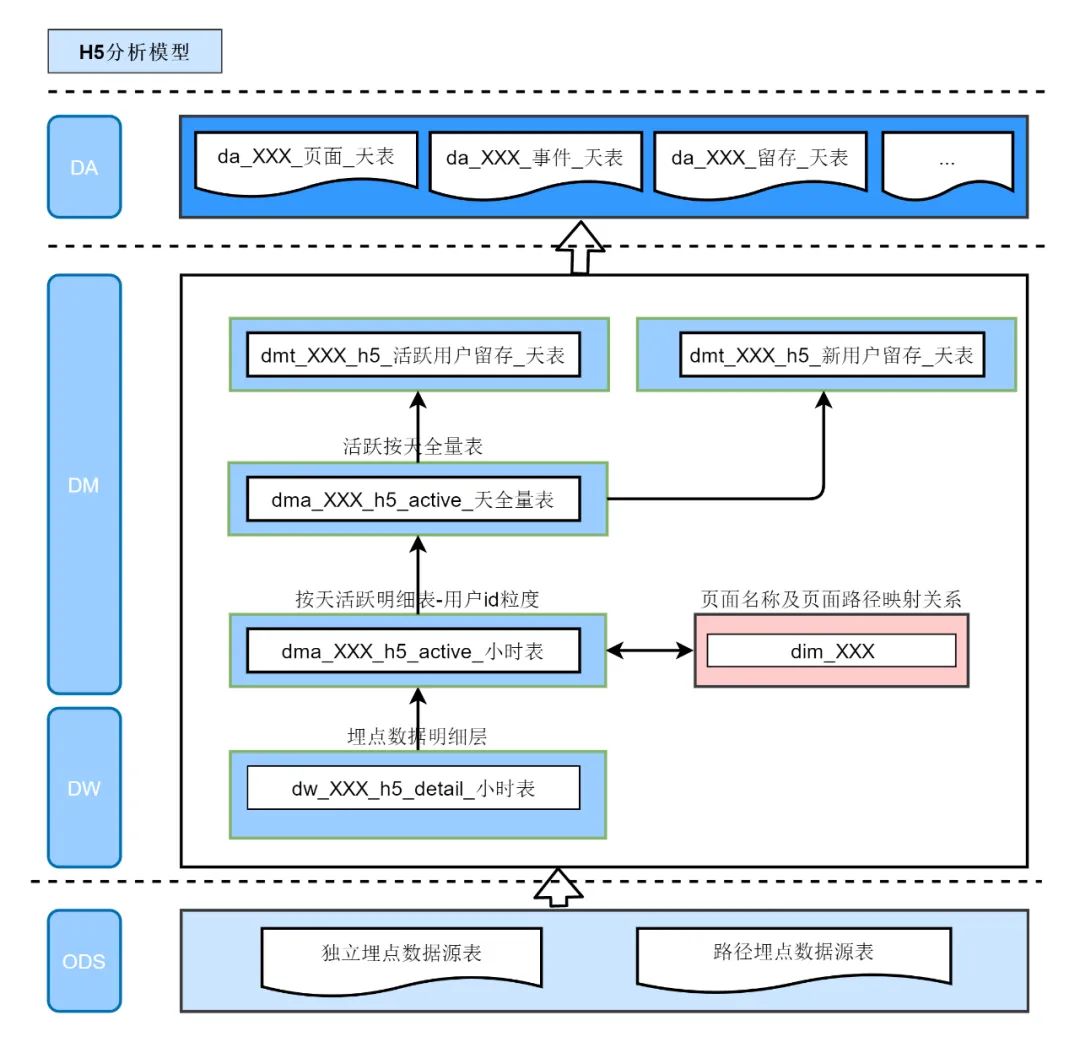 H5分析模型
DA
da_XXX_页面_天表
da_XXX_事件_天表
da_XXX_留存_天表
...
DM
dmt_XXX_h5_活跃用户留存_天表
dmt_XXX_h5_新用户留存_天表
活跃按天全量表
dma_XXX_h5_active_天全量表
按天活跃明细表-用户id粒度
页面名称及页面路径映射关系
dma_XXX_h5_active_小时表
dim_XXX
DW
埋点数据明细层
dw_XXX_h5_detail_小时表
ODS
独立埋点数据源表
路径埋点数据源表